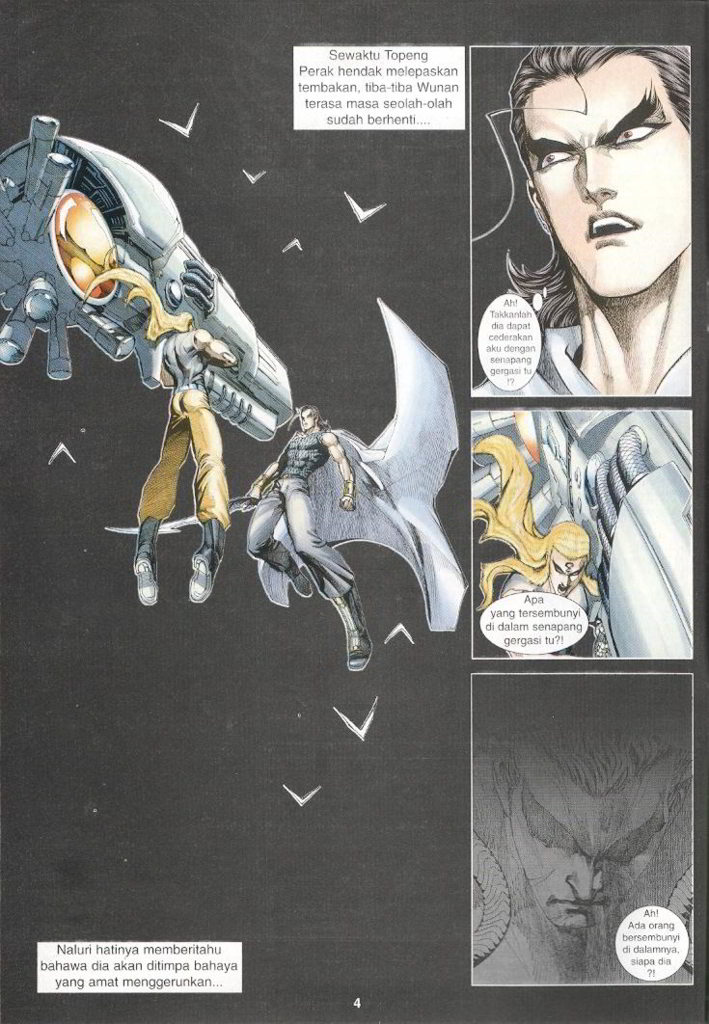 Sewaktu Topeng
Perak hendak melepaskan
tembakan, tiba-tiba Wunan
terasa masa seolah-olah
sudah berhenti....
Ah!
Takkanlah
dia dapat
cederakan
aku dengan
senapang
gergasi tu
!?
Apa
yang tersembunyi
di dalam senapang
gergasi tu?!
Ah!
Ada orang
bersembunyi
di dalamnya,
siapa dia
?!
Naluri hatinya memberitahu
bahawa dia akan ditimpa bahaya
yang amat menggerunkan...
4